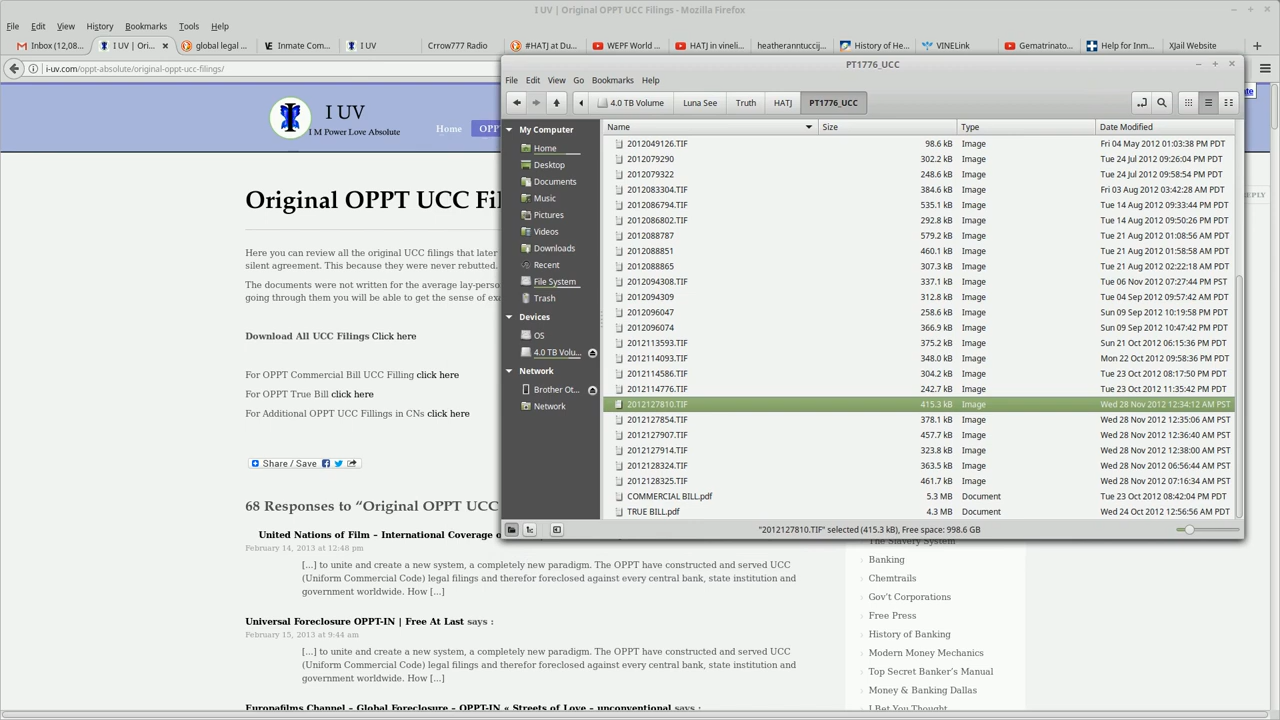 I UV | Original OPPT UCC Filings - Mozilla Firefox
File Edit View History Bookmarks Tools Help
Inbox (12,08... I UV | Ori... global legal ... Inmate Com... I UV Crrow777 Radio #HATJ at Du... WEPF World ... HATJ in vineli... heatheranntuccij... History of He... VINELink Gematrinato... Help for Inm... XJail Website
i-uv.com/oppt-absolute/original-oppt-ucc-filings/
I UV
I M Power Love Absolute
Home OPP
Original OPPT UCC Fil
Here you can review all the original UCC filings that later
silent agreement. This because they were never rebutted.
The documents were not written for the average lay-perso
going through them you will be able to get the sense of exa
Download All UCC Filings Click here
For OPPT Commercial Bill UCC Filling click here
For OPPT True Bill click here
For Additional OPPT UCC Fillings in CNs click here
Share / Save
68 Responses to “Original OPPT UCC
United Nations of Film – International Coverage o
February 14, 2013 at 12:48 pm
[...] to unite and create a new system, a completely new paradigm. The OPPT have constructed and served UCC
(Uniform Commercial Code) legal filings and therefor foreclosed against every central bank, state institution and
government worldwide. How [...]
Universal Foreclosure OPPT-IN | Free At Last says :
February 15, 2013 at 9:44 am
[...] to unite and create a new system, a completely new paradigm. The OPPT have constructed and served UCC
(Uniform Commercial Code) legal filings and therefor foreclosed against every central bank, state institution and
government worldwide. How [...]
Europafilms Channel – Global Foreclosure – OPPT-IN « Streets of Love – unconventional says :
PT1776_UCC
File Edit View Go Bookmarks Help
4.0 TB Volume Luna See Truth HATJ PT1776_UCC
My Computer
Home
Desktop
Documents
Music
Pictures
Videos
Downloads
Recent
File System
Trash
Devices
OS
4.0 TB Volu...
Network
Brother Ot...
Network
Name Size Type Date Modified
2012049126.TIF 98.6 kB Image Fri 04 May 2012 01:03:38 PM PDT
2012079290 302.2 kB Image Tue 24 Jul 2012 09:26:04 PM PDT
2012079322 248.6 kB Image Tue 24 Jul 2012 09:58:54 PM PDT
2012083304.TIF 384.6 kB Image Fri 03 Aug 2012 03:42:28 AM PDT
2012086794.TIF 535.1 kB Image Tue 14 Aug 2012 09:33:44 PM PDT
2012086802.TIF 292.8 kB Image Tue 14 Aug 2012 09:50:26 PM PDT
2012088787 579.2 kB Image Tue 21 Aug 2012 01:08:56 AM PDT
2012088851 460.1 kB Image Tue 21 Aug 2012 01:58:58 AM PDT
2012088865 307.3 kB Image Tue 21 Aug 2012 02:22:18 AM PDT
2012094308.TIF 337.1 kB Image Tue 06 Nov 2012 07:27:44 PM PST
2012094309 312.8 kB Image Tue 04 Sep 2012 09:57:42 AM PDT
2012096047 258.6 kB Image Sun 09 Sep 2012 10:19:58 PM PDT
2012096074 366.9 kB Image Sun 09 Sep 2012 10:47:42 PM PDT
2012113593.TIF 375.2 kB Image Sun 21 Oct 2012 06:15:36 PM PDT
2012114093.TIF 348.0 kB Image Mon 22 Oct 2012 09:58:36 PM PDT
2012114586.TIF 304.2 kB Image Tue 23 Oct 2012 08:17:50 PM PDT
2012114776.TIF 242.7 kB Image Tue 23 Oct 2012 11:35:42 PM PDT
2012127810.TIF 415.3 kB Image Wed 28 Nov 2012 12:34:12 AM PST
2012127854.TIF 378.1 kB Image Wed 28 Nov 2012 12:35:06 AM PST
2012127907.TIF 457.7 kB Image Wed 28 Nov 2012 12:36:40 AM PST
2012127914.TIF 323.8 kB Image Wed 28 Nov 2012 12:38:00 AM PST
2012128324.TIF 363.5 kB Image Wed 28 Nov 2012 06:56:44 AM PST
2012128325.TIF 461.7 kB Image Wed 28 Nov 2012 07:16:34 AM PST
COMMERCIAL BILL.pdf 5.3 MB Document Tue 23 Oct 2012 08:42:04 PM PDT
TRUE BILL.pdf 4.3 MB Document Wed 24 Oct 2012 12:56:56 AM PDT
"2012127810.TIF" selected (415.3 kB), Free space: 998.6 GB
The Slavery System
Banking
Chemtrails
Gov't Corporations
Free Press
History of Banking
Modern Money Mechanics
Top Secret Banker's Manual
Money & Banking Dallas
I Bet You Thought